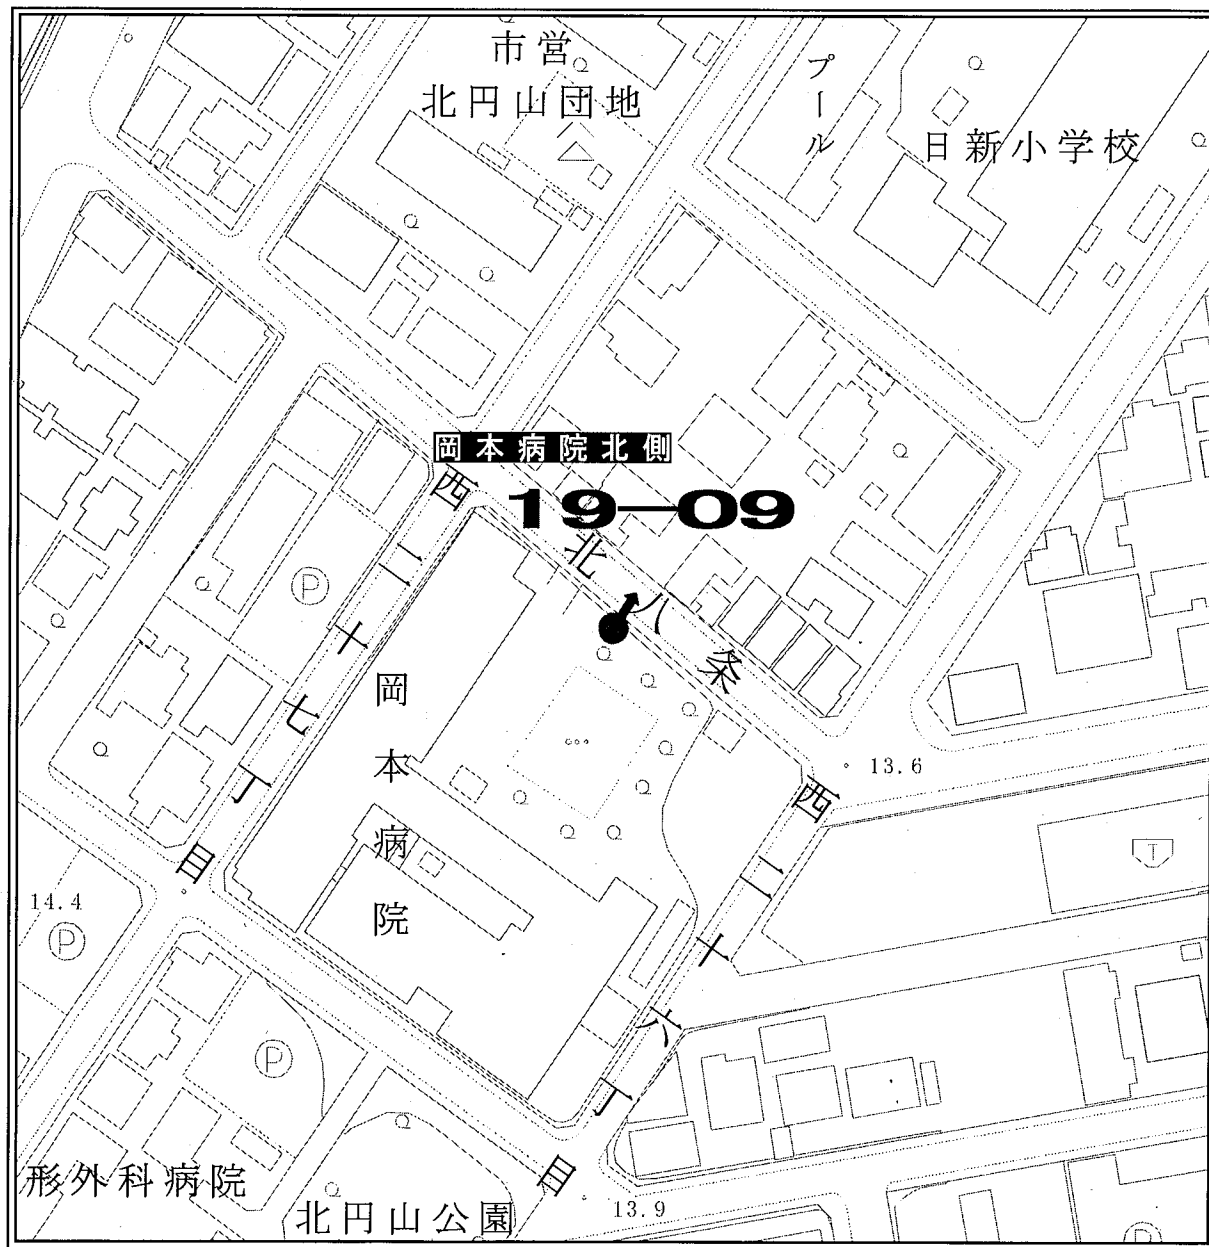 市営
北円山団地
プール
日新小学校
岡本病院北側
19-09
西二十七丁目
北八条
岡本病院
西二十六丁目
13.6
14.4
P
P
P
T
形外科病院
北円山公園
13.9